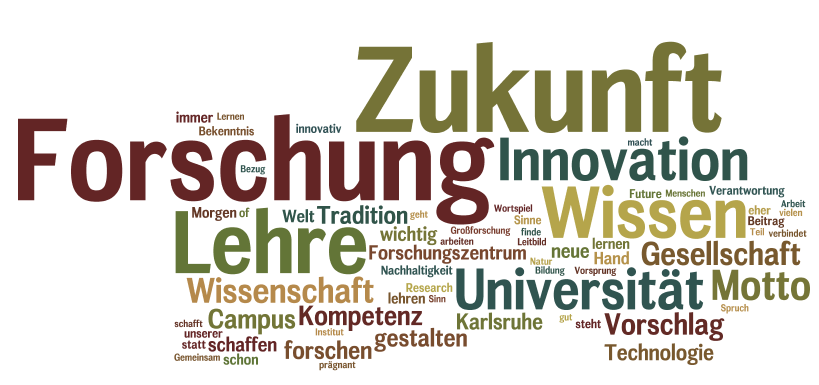 Zukunft
immer Lernen
Bekenntnis
innovativ
Forschung
macht
Innovation
Bezug
Future Menschen Verantwortung
Morgen of
Welt Tradition geht
Wortspiel
Sinne
Wissen
eher Arbeit
vielen
Beitrag
Teil verbindet
Lehre
wichtig
Großforschung
finde
arbeiten
Leitbild
Forschungszentrum
neue lernen
Hand
Gesellschaft
Natur
Nachhaltigkeit
Bildung Vorsprung
Wissenschaft
Research
lehren Sinn
Universität
Motto
Spruch
schafft
Campus Kompetenz
Karlsruhe
gut
steht Vorschlag
unserer
Institut
statt schaffen
gestalten
Gemeinsam schon
forschen
prägnant
Technologie